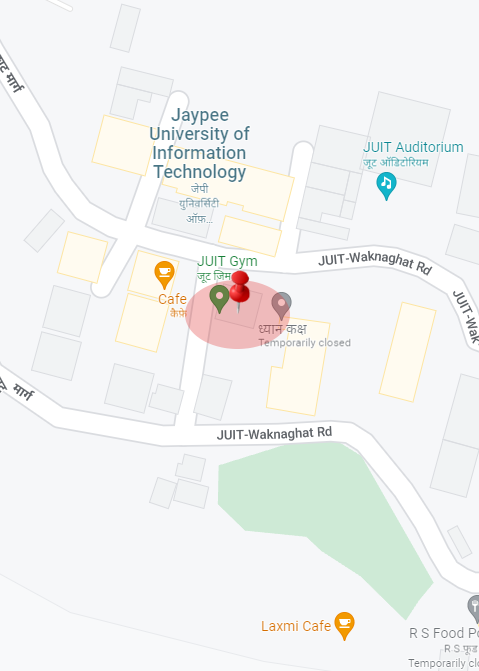 घाट मार्ग
Jaypee
University of
Information
Technology
जेपी
युनिवर्सिटी
ऑफ़...
JUIT Auditorium
जूट ऑडिटोरियम
JUIT Gym
जूट जिम
JUIT-Waknaghat Rd
JUIT-Wak
Cafe
कैफ़े
ध्यान कक्ष
Temporarily closed
मार्ग
JUIT-Waknaghat Rd
Laxmi Cafe
R S Food Po
R.S.फ़ूड
Temporarily clo